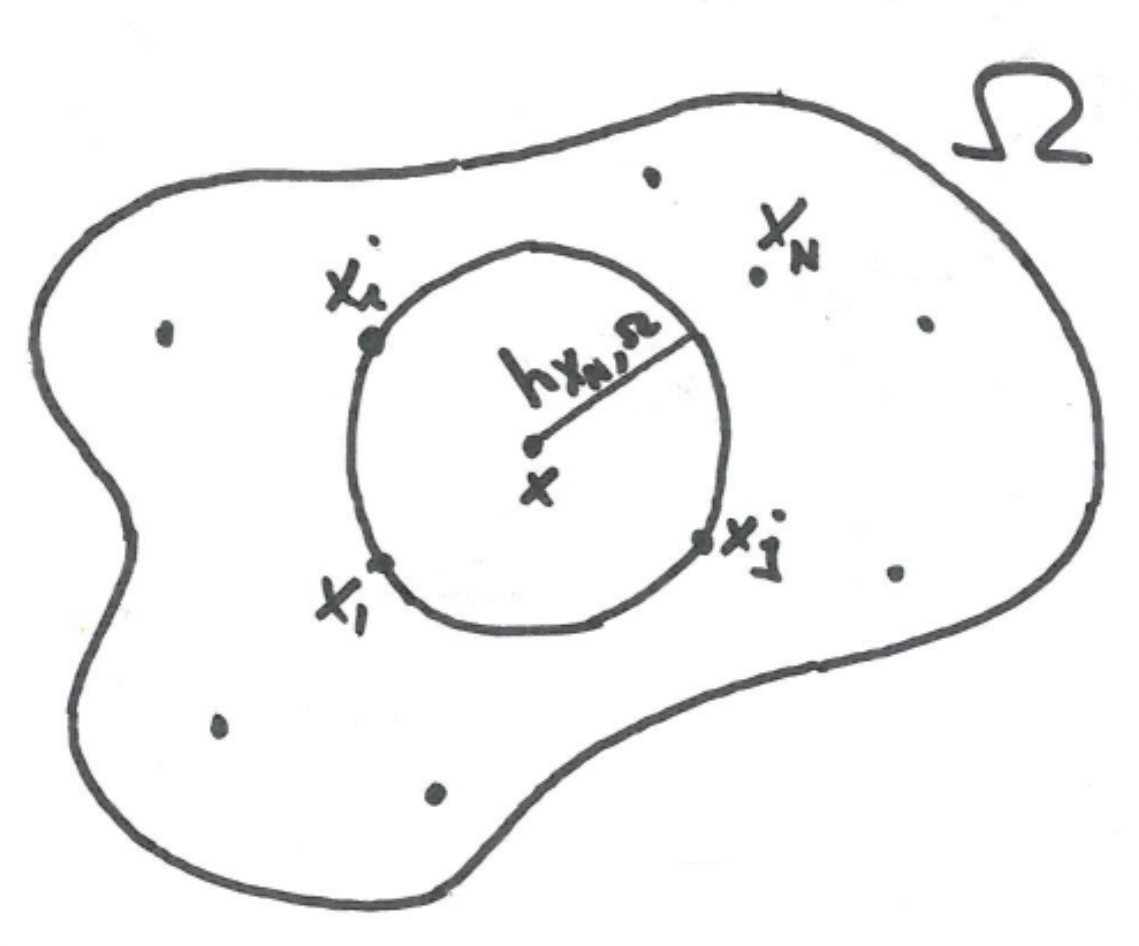 Ω
x_N
x_i
h_{X_N, Ω}
x
x_j
x_1